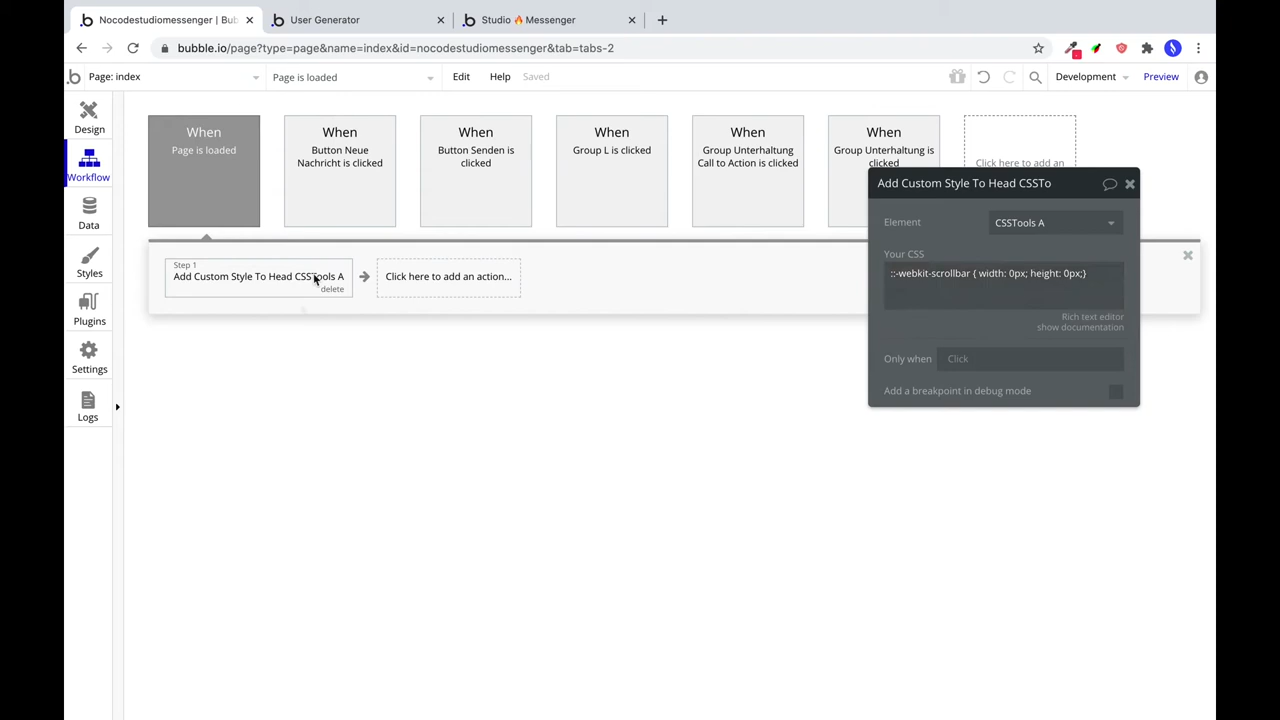 Nocodestudiomessenger | Bub
User Generator
Studio 🔥 Messenger
bubble.io/page?type=page&name=index&id=nocodestudiomessenger&tab=tabs-2
Page: index
Page is loaded
Edit
Help
Saved
Development
Preview
Design
Workflow
Data
Styles
Plugins
Settings
Logs
When
Page is loaded
When
Button Neue
Nachricht is clicked
When
Button Senden is
clicked
When
Group L is clicked
When
Group Unterhaltung
Call to Action is clicked
When
Group Unterhaltung is
clicked
Click here to add an
Step 1
Add Custom Style To Head CSSTools A
delete
Click here to add an action...
Add Custom Style To Head CSSTo
Element
CSSTools A
Your CSS
::-webkit-scrollbar { width: 0px; height: 0px;}
Rich text editor
show documentation
Only when
Click
Add a breakpoint in debug mode